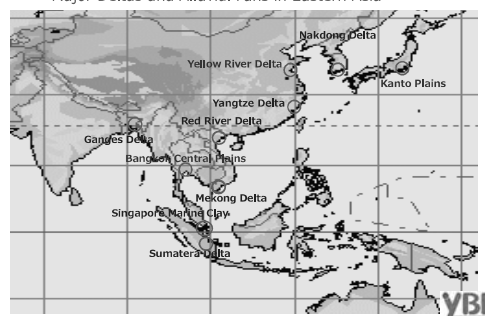 Major Deltas and Alluvial Fans in Eastern Asia
Nakdong Delta
Yellow River Delta
Kanto Plains
Yangtze Delta
Red River Delta
Ganges Delta
Bangkok Central Plains
Mekong Delta
Singapore Marine Clay
Sumatera Delta
YBI